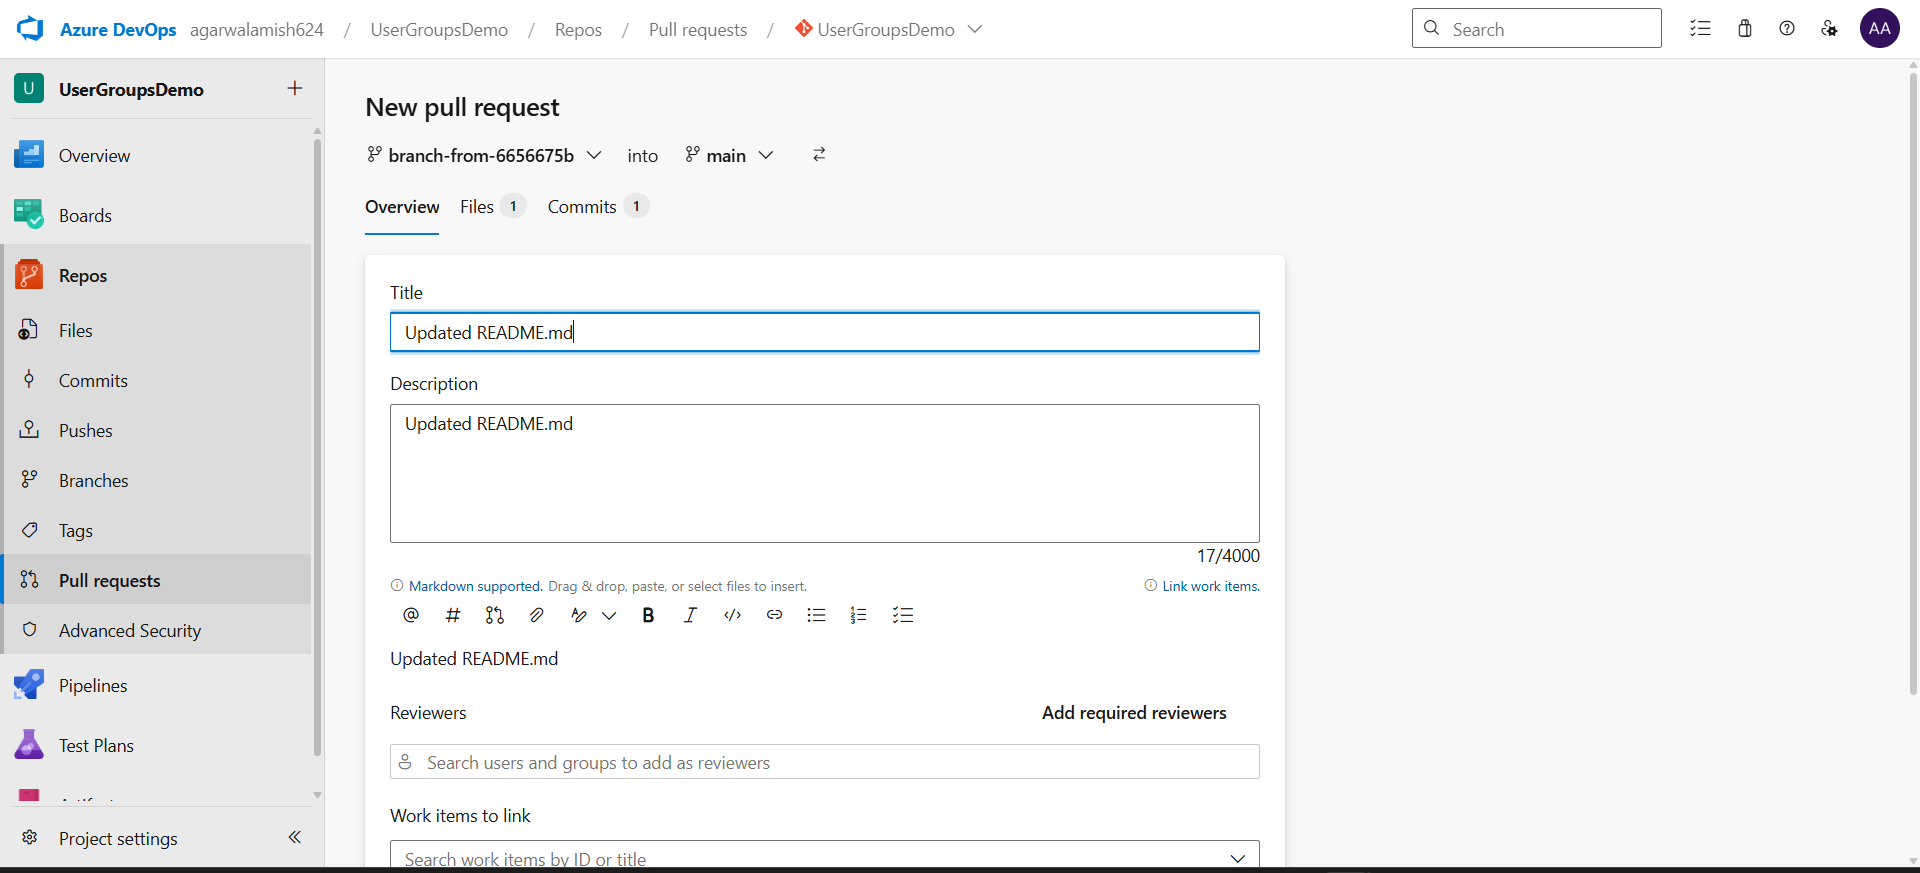 Azure DevOps agarwalamish624 / UserGroupsDemo / Repos / Pull requests / UserGroupsDemo Search AA
U UserGroupsDemo
Overview
Boards
Repos
Files
Commits
Pushes
Branches
Tags
Pull requests
Advanced Security
Pipelines
Test Plans
Project settings
New pull request
branch-from-6656675b into main
Overview Files 1 Commits 1
Title
Updated README.md
Description
Updated README.md
17/4000
Markdown supported. Drag & drop, paste, or select files to insert. Link work items.
Updated README.md
Reviewers Add required reviewers
Search users and groups to add as reviewers
Work items to link
Search work items by ID or title